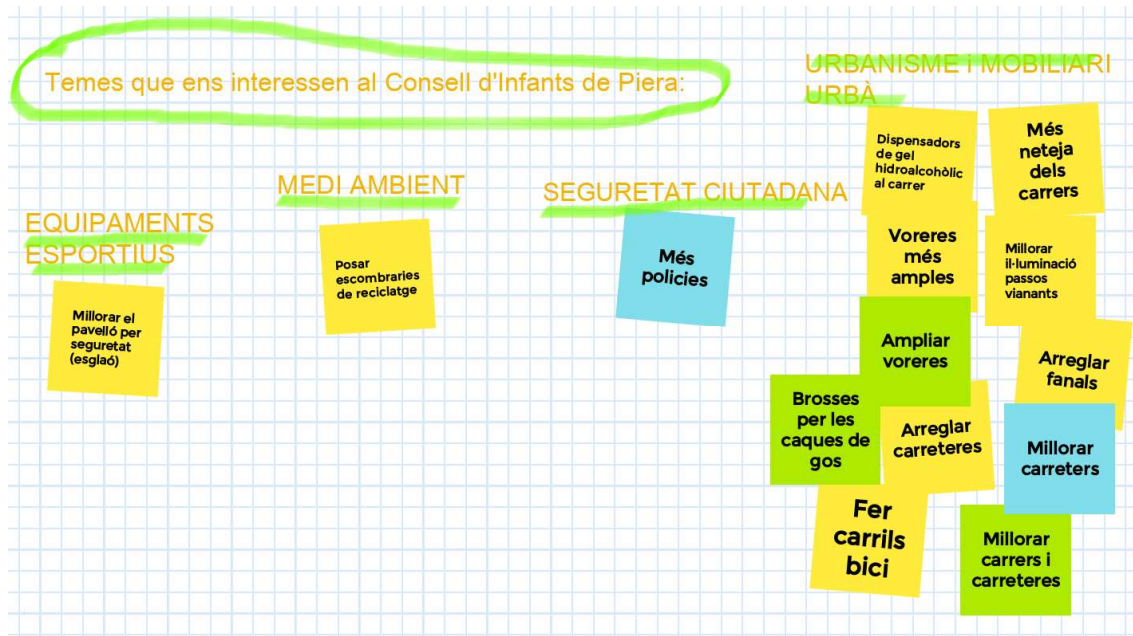 Temes que ens interessen al Consell d'Infants de Piera:
EQUIPAMENTS
ESPORTIUS
Millorar el
pavelló per
seguretat
(esglaó)
MEDI AMBIENT
Posar
escombraries
de reciclatge
SEGURETAT CIUTADANA
Més
policies
URBANISME i MOBILIARI
URBÀ
Dispensadors
de gel
hidroalcohòlic
al carrer
Més
neteja
dels
carrers
Voreres
més
amples
Millorar
il·luminació
passos
vianants
Ampliar
voreres
Arreglar
fanals
Brosses
per les
caques de
gos
Arreglar
carreteres
Millorar
carreters
Fer
carrils
bici
Millorar
carrers i
carreteres